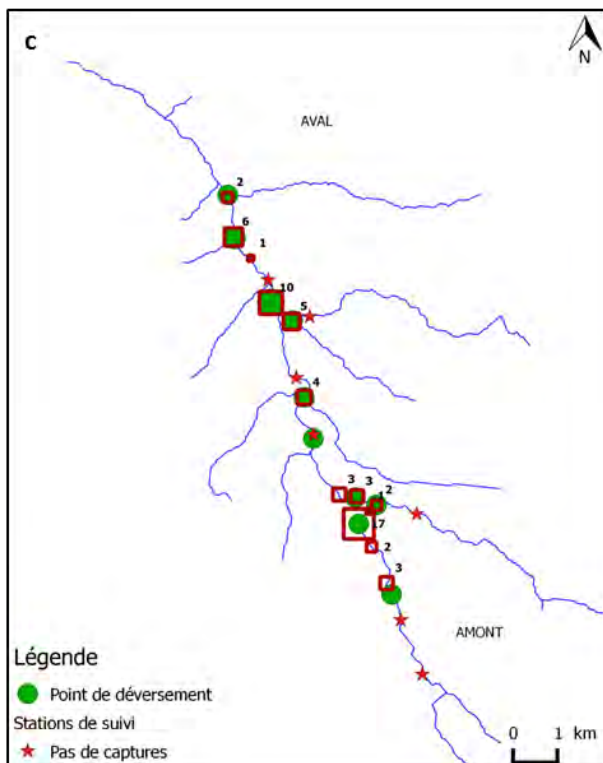 C
N
AVAL
2
6
1
10
5
4
3 3
1 2
17
2
3
AMONT
Légende
Point de déversement
Stations de suivi
Pas de captures
0 1 km